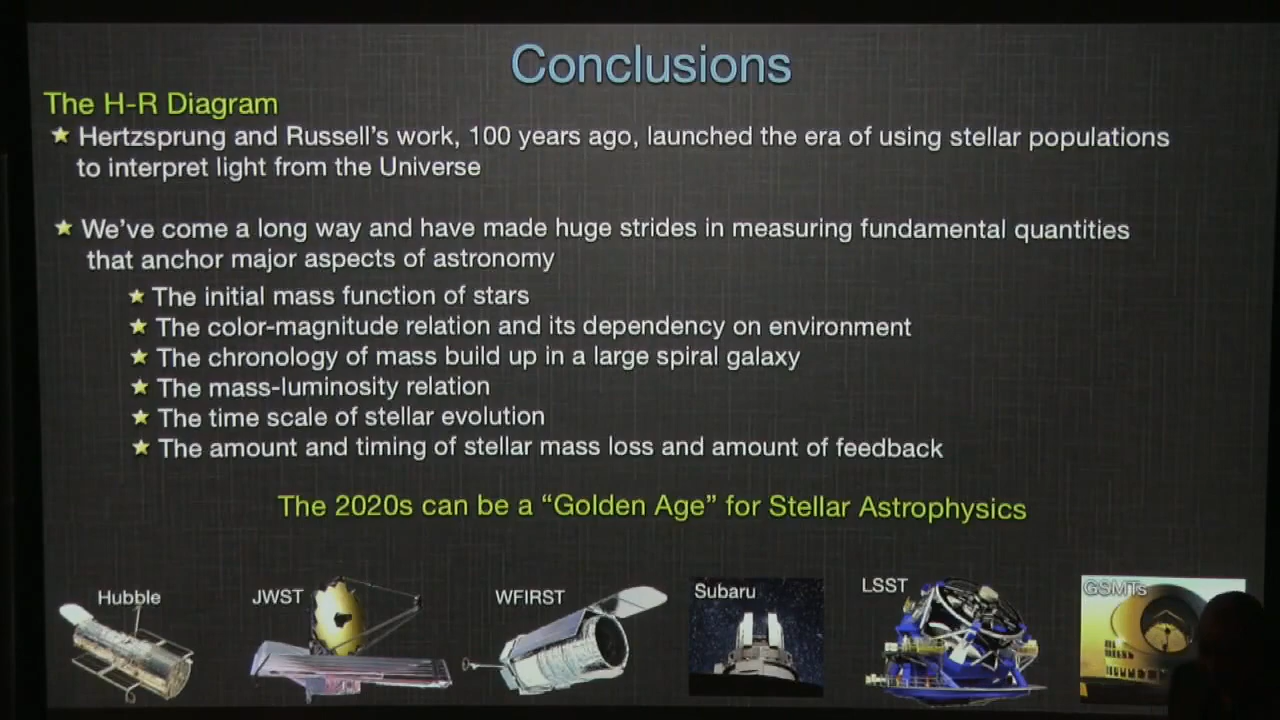 Conclusions
The H-R Diagram
Hertzsprung and Russell's work, 100 years ago, launched the era of using stellar populations
to interpret light from the Universe
We've come a long way and have made huge strides in measuring fundamental quantities
that anchor major aspects of astronomy
The initial mass function of stars
The color-magnitude relation and its dependency on environment
The chronology of mass build up in a large spiral galaxy
The mass-luminosity relation
The time scale of stellar evolution
The amount and timing of stellar mass loss and amount of feedback
The 2020s can be a “Golden Age” for Stellar Astrophysics
Hubble
JWST
WFIRST
Subaru
LSST
GSMTs